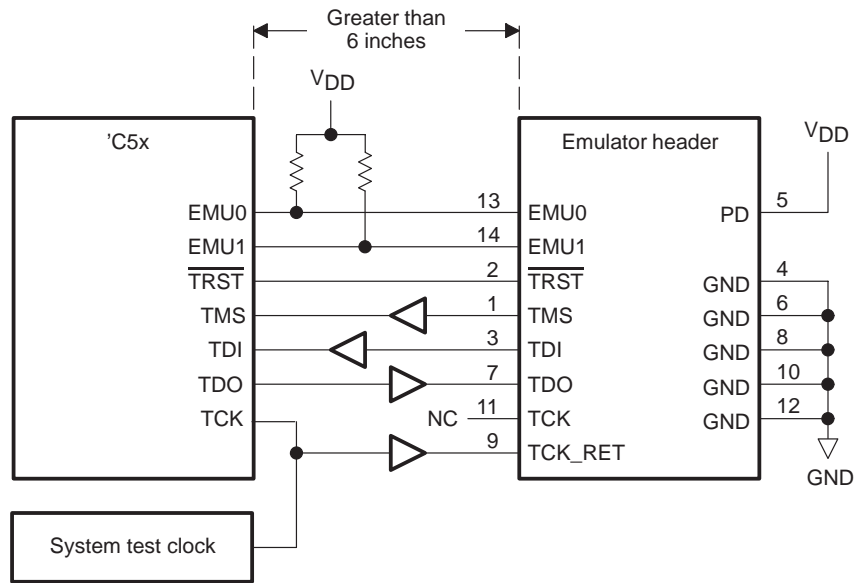 Greater than
6 inches
VDD
'C5x
Emulator header
VDD
EMU0 13 EMU0 PD 5
EMU1 14 EMU1
TRST 2 TRST GND 4
TMS 1 TMS GND 6
TDI 3 TDI GND 8
TDO 7 TDO GND 10
TCK NC 11 TCK GND 12
9 TCK_RET
GND
System test clock